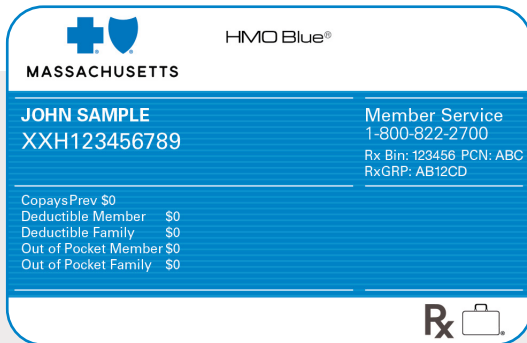 HMO Blue®
MASSACHUSETTS
JOHN SAMPLE
XXH123456789
Member Service
1-800-822-2700
Rx Bin: 123456 PCN: ABC
RxGRP: AB12CD
CopaysPrev $0
Deductible Member $0
Deductible Family $0
Out of Pocket Member $0
Out of Pocket Family $0
Rx